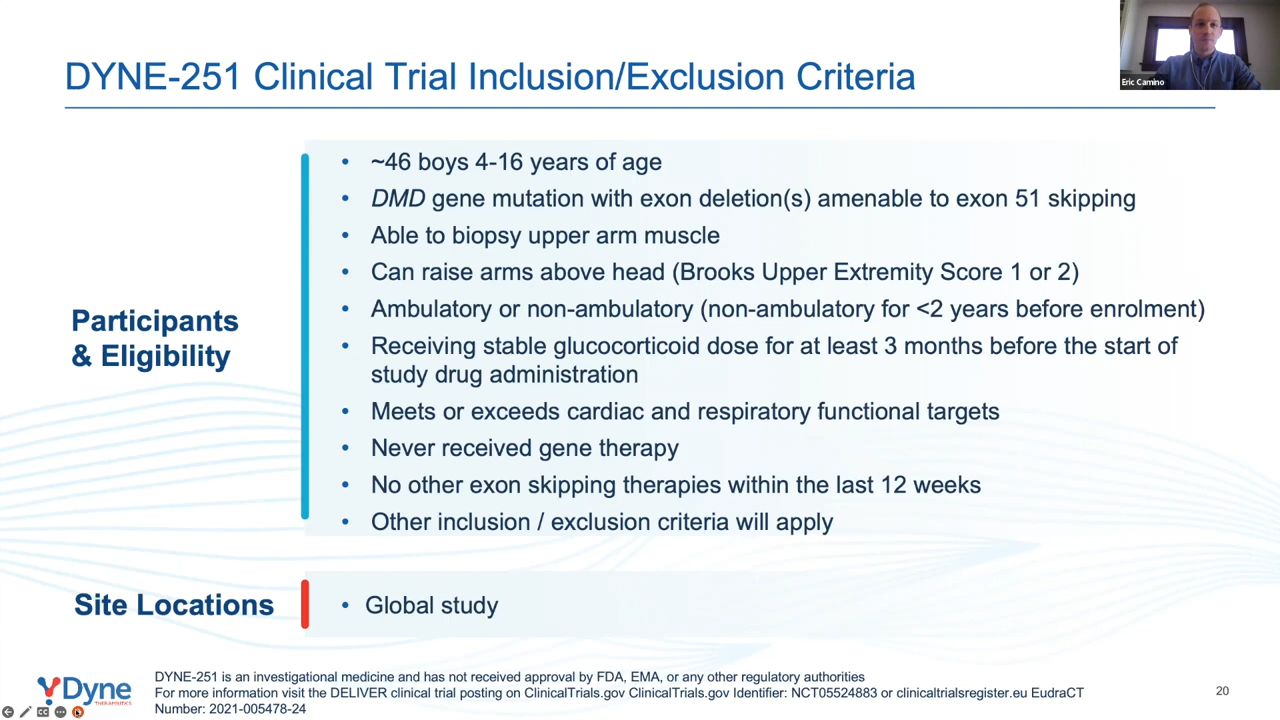 DYNE-251 Clinical Trial Inclusion/Exclusion Criteria
Eric Camino
Participants
& Eligibility
• ~46 boys 4-16 years of age
• DMD gene mutation with exon deletion(s) amenable to exon 51 skipping
• Able to biopsy upper arm muscle
• Can raise arms above head (Brooks Upper Extremity Score 1 or 2)
• Ambulatory or non-ambulatory (non-ambulatory for <2 years before enrolment)
• Receiving stable glucocorticoid dose for at least 3 months before the start of
study drug administration
• Meets or exceeds cardiac and respiratory functional targets
• Never received gene therapy
• No other exon skipping therapies within the last 12 weeks
• Other inclusion / exclusion criteria will apply
Site Locations
• Global study
Dyne
THERAPEUTICS
DYNE-251 is an investigational medicine and has not received approval by FDA, EMA, or any other regulatory authorities
For more information visit the DELIVER clinical trial posting on ClinicalTrials.gov ClinicalTrials.gov Identifier: NCT05524883 or clinicaltrialsregister.eu EudraCT
Number: 2021-005478-24
20